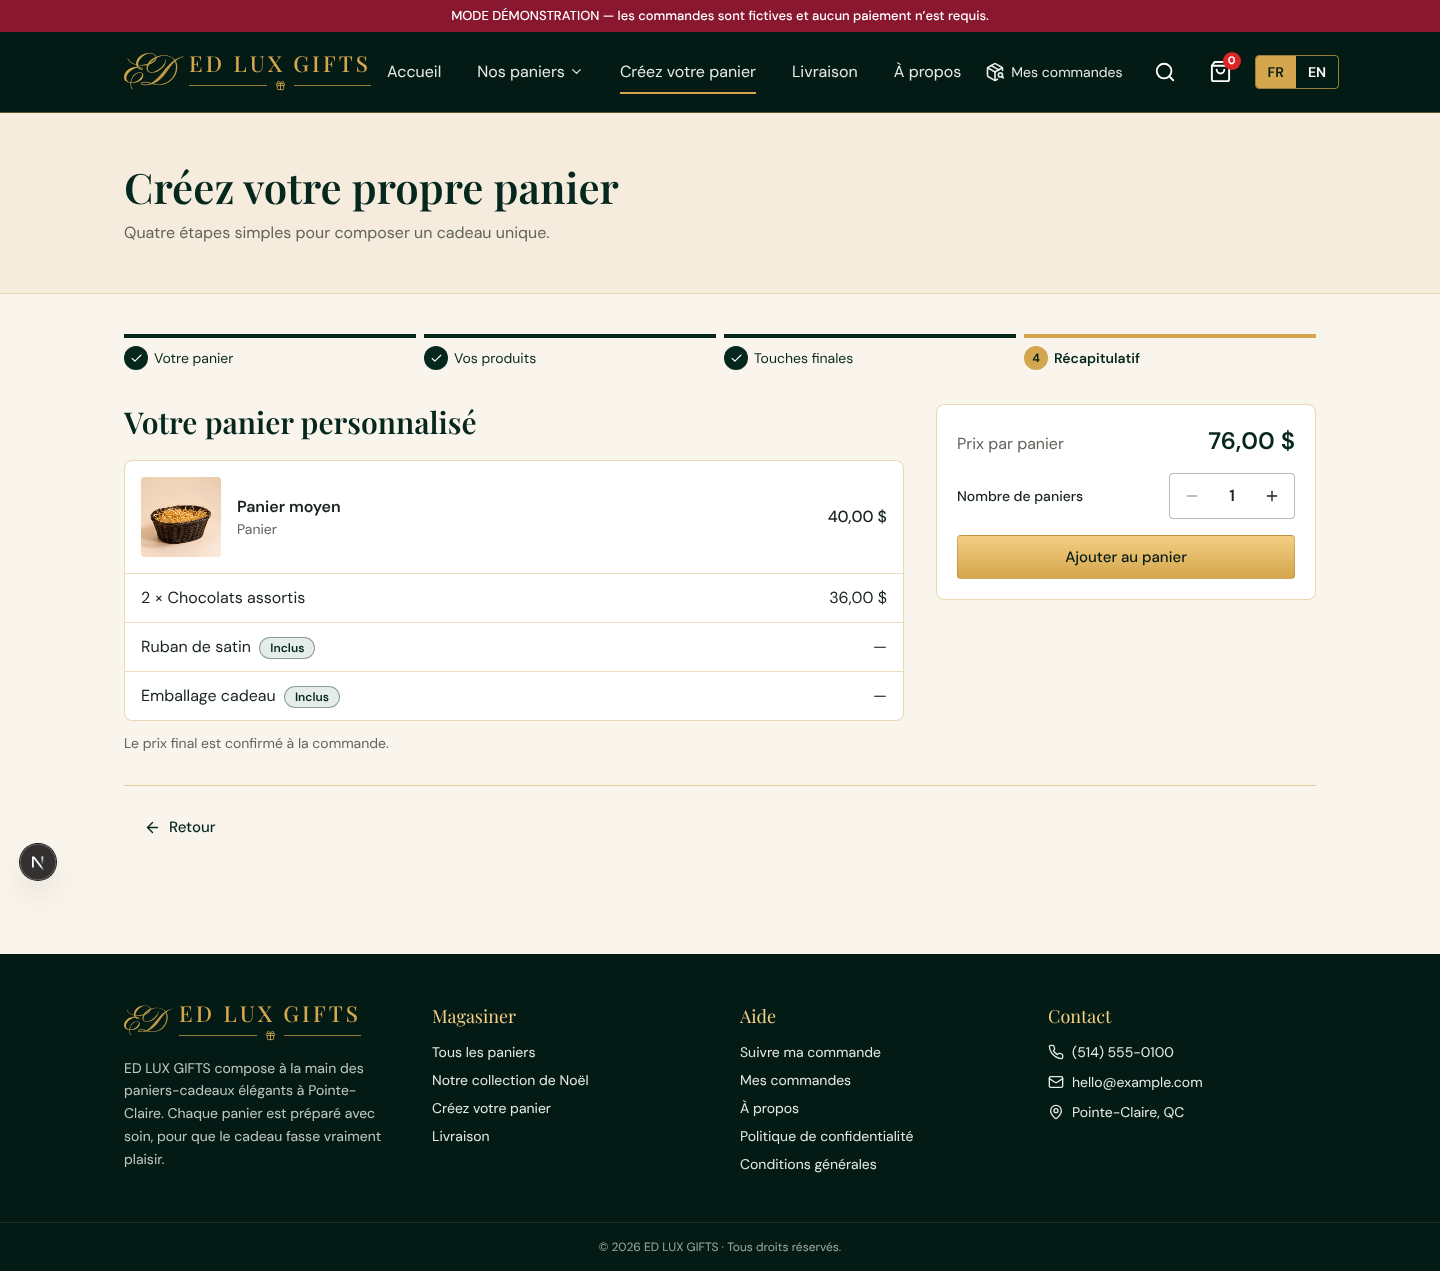 MODE DÉMONSTRATION — les commandes sont fictives et aucun paiement n’est requis.
ED LUX GIFTS
Accueil
Nos paniers
Créez votre panier
Livraison
À propos
Mes commandes
0
FR
EN
Créez votre propre panier
Quatre étapes simples pour composer un cadeau unique.
Votre panier
Vos produits
Touches finales
4 Récapitulatif
Votre panier personnalisé
Panier moyen
Panier
40,00 $
2 × Chocolats assortis
36,00 $
Ruban de satin Inclus
—
Emballage cadeau Inclus
—
Le prix final est confirmé à la commande.
Prix par panier
76,00 $
Nombre de paniers
− 1 +
Ajouter au panier
← Retour
N
ED LUX GIFTS
ED LUX GIFTS compose à la main des
paniers-cadeaux élégants à Pointe-
Claire. Chaque panier est préparé avec
soin, pour que le cadeau fasse vraiment
plaisir.
Magasiner
Tous les paniers
Notre collection de Noël
Créez votre panier
Livraison
Aide
Suivre ma commande
Mes commandes
À propos
Politique de confidentialité
Conditions générales
Contact
(514) 555-0100
hello@example.com
Pointe-Claire, QC
© 2026 ED LUX GIFTS · Tous droits réservés.